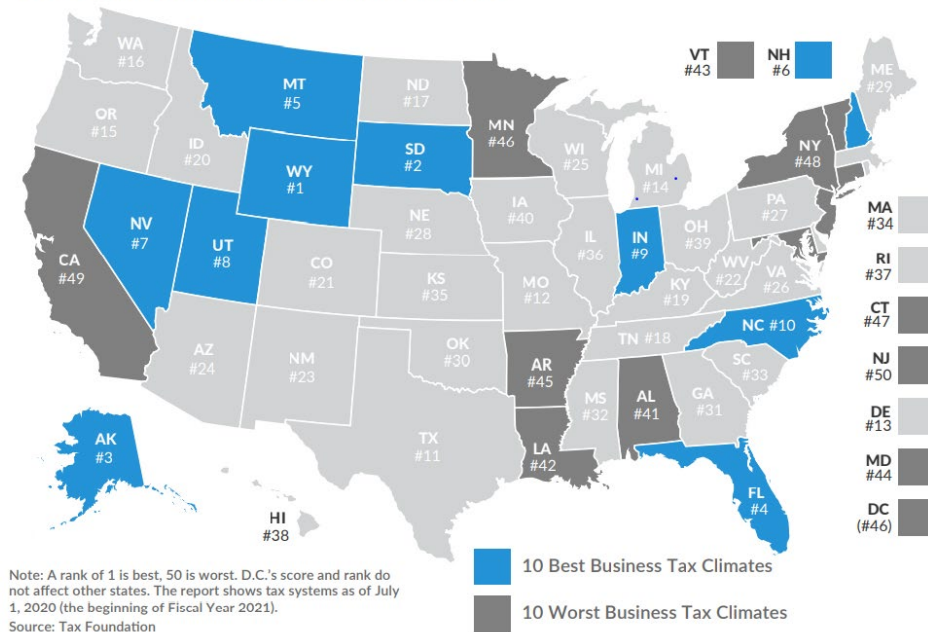 WA
#16
MT
#5
ND
#17
MN
#46
VT
#43
NH
#6
ME
#29
OR
#15
ID
#20
WY
#1
SD
#2
WI
#25
MI
#14
NY
#48
NV
#7
UT
#8
CA
#49
CO
#21
NE
#28
IA
#40
IL
#36
IN
#9
OH
#39
PA
#27
WV
#22
VA
#26
KS
#35
MO
#12
KY
#19
NC #10
TN #18
SC
#33
AZ
#24
NM
#23
OK
#30
AR
#45
MS
#32
AL
#41
GA
#31
TX
#11
LA
#42
FL
#4
AK
#3
HI
#38
MA
#34
RI
#37
CT
#47
NJ
#50
DE
#13
MD
#44
DC
(#46)
Note: A rank of 1 is best, 50 is worst. D.C.'s score and rank do
not affect other states. The report shows tax systems as of July
1, 2020 (the beginning of Fiscal Year 2021).
Source: Tax Foundation
10 Best Business Tax Climates
10 Worst Business Tax Climates